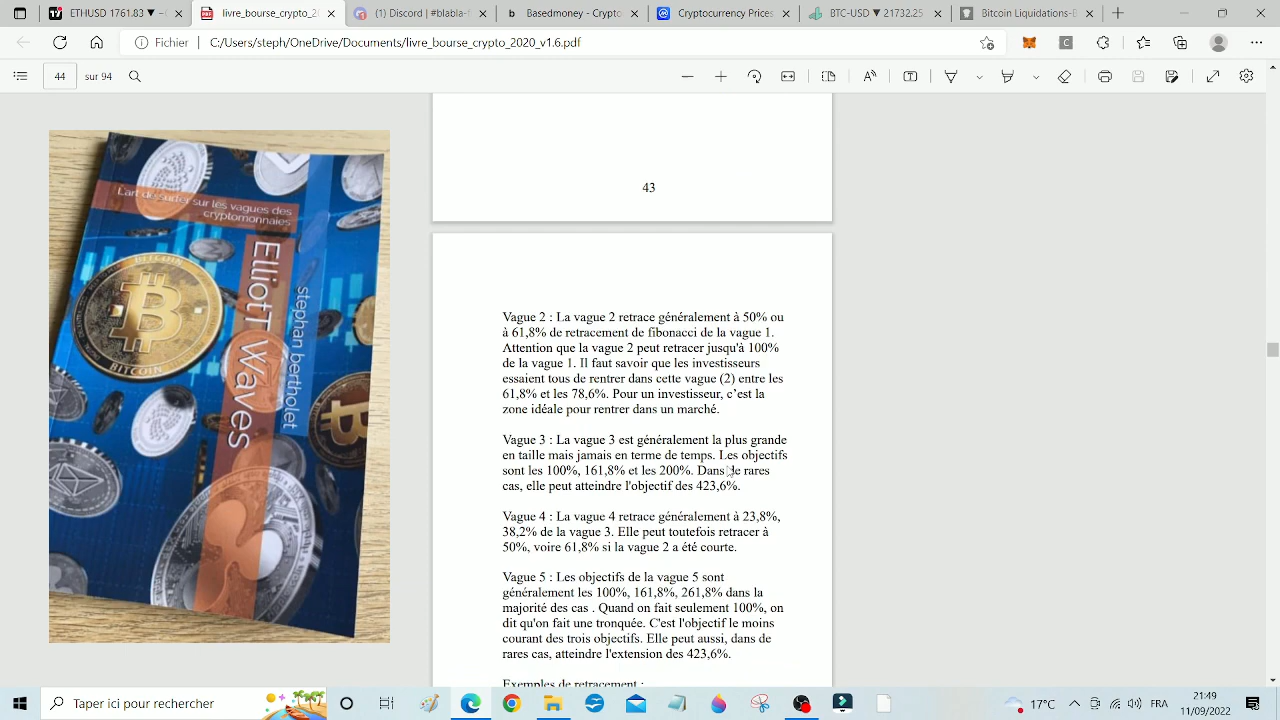 ETHUSD 1761.83 ▼ -
livre_bourse_crypto_2(
(1) Discord | #blabla-f
Basedmoney - Crypto
Cryptocurrency Prices
BTC-USD ▼21732.25
Bitcoin Liquidations-B
Fichier | C:/Users/steph/OneDrive/Documents/livre_bourse_crypto_2020_v1.6.pdf
44 sur 94
43
L'art de surfer sur les vagues des
cryptomonnaies
Elliott Waves
stephan berthole
BITCOIN
Vague 2 : La vague 2 retrace généralement à 50% ou
à 61,8% de retracement de fibonacci de la vague 1.
Attention que la vague 2 peut retracer jusqu'à 100%
de la vague 1. Il faut savoir que les investisseurs
essaient tous de rentrer dans cette vague (2) entre les
61,8% et les 78,6%. Pour un investisseur, c'est la
zone idéale pour rentrer dans un marché.
Vague 3 : La vague 3 est généralement la plus grande
en taille mais jamais en terme de temps. Les objectifs
sont les 100%, 161,8% et les 200%. Dans de rares
cas, elle peut atteindre l'objectif des 423,6%.
Vague 4 : La vague 4 retrace généralement à 23,8%,
38,2% de la vague 3. Elle peut toutefois retracer à
50%, voire 61,8% si la vague 2 a été courte.
Vague 5 : Les objectifs de la vague 5 sont
généralement les 100%, 161,8%, 261,8% dans la
majorité des cas . Quand on fait seulement 100%, on
dit qu'on fait une tronquée. C'est l'objectif le moins
courant des trois objectifs. Elle peut aussi, dans de
rares cas, atteindre l'extension des 423,6%.
Exemples de retracement :
Taper ici pour rechercher
17°C
FRA
21:49
11/09/2022